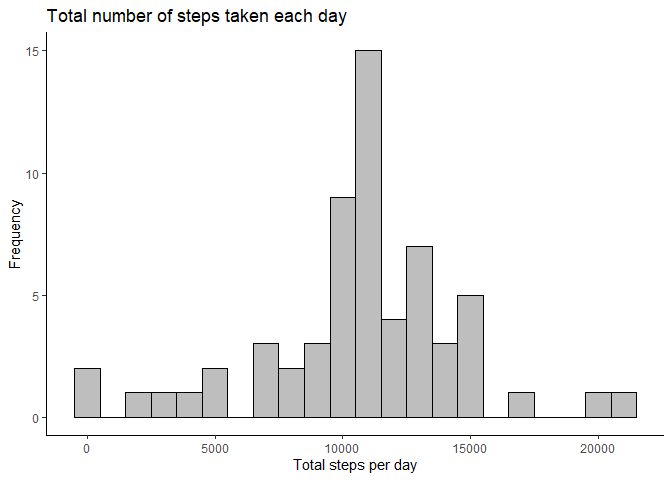 Total number of steps taken each day
15
10
5
0
Frequency
0 5000 10000 15000 20000
Total steps per day